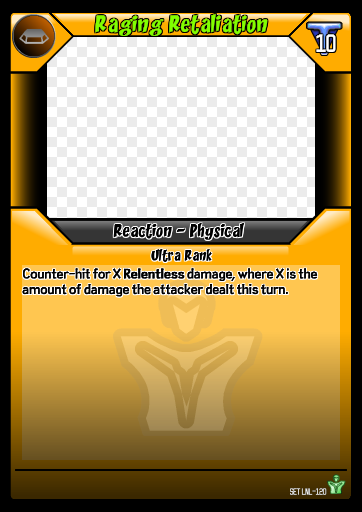 Raging Retaliation
10
Reaction - Physical
Ultra Rank
Counter-hit for X Relentless damage, where X is the
amount of damage the attacker dealt this turn.
SET LNL-120